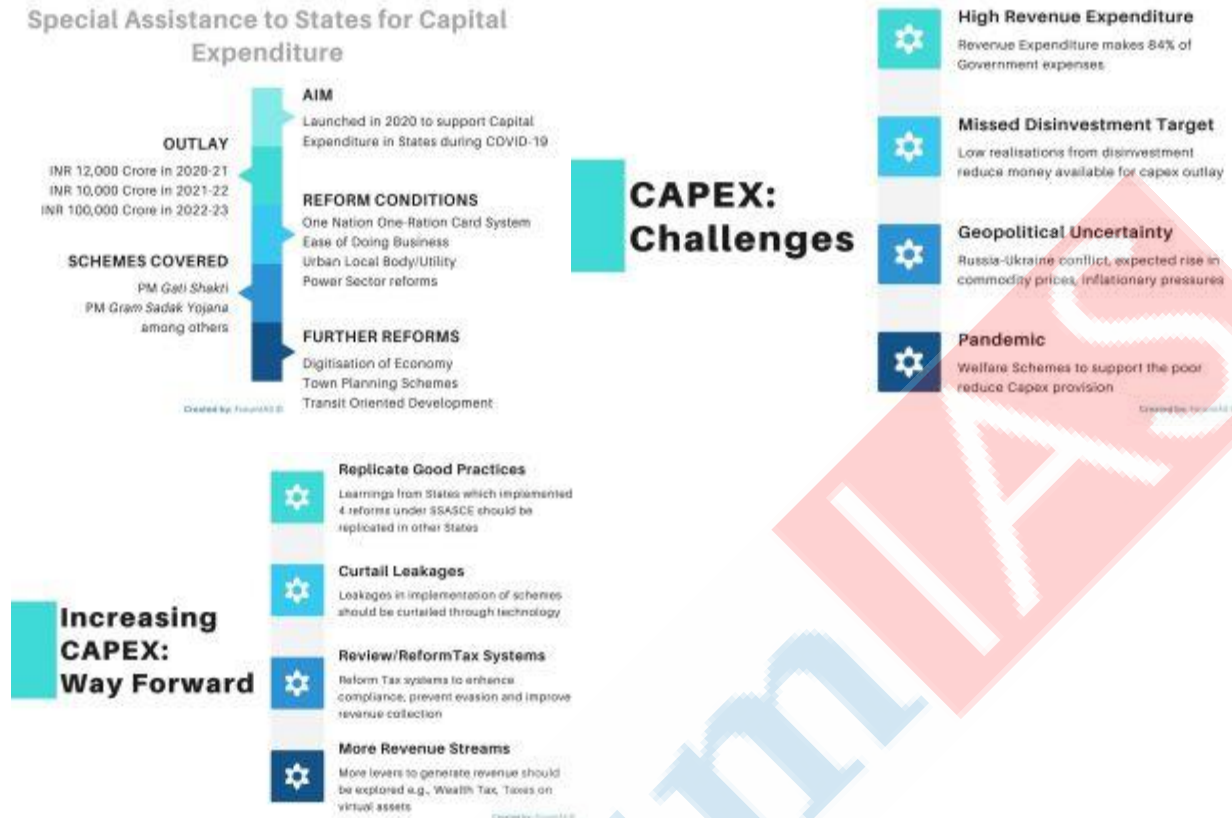 Special Assistance to States for Capital
Expenditure
AIM
Launched in 2020 to support Capital
Expenditure in States during COVID-19
OUTLAY
INR 12,000 Crore in 2020-21
INR 10,000 Crore in 2021-22
INR 100,000 Crore in 2022-23
REFORM CONDITIONS
One Nation One-Ration Card System
Ease of Doing Business
Urban Local Body/Utility
Power Sector reforms
SCHEMES COVERED
PM Gati Shakti
PM Gram Sadak Yojana
among others
FURTHER REFORMS
Digitisation of Economy
Town Planning Schemes
Transit Oriented Development
Created by: ForumIAS ©
CAPEX:
Challenges
High Revenue Expenditure
Revenue Expenditure makes 84% of
Government expenses
Missed Disinvestment Target
Low realisations from disinvestment
reduce money available for capex outlay
Geopolitical Uncertainty
Russia-Ukraine conflict, expected rise in
commodity prices, inflationary pressures
Pandemic
Welfare Schemes to support the poor
reduce Capex provision
Created by: ForumIAS
Increasing
CAPEX:
Way Forward
Replicate Good Practices
Learnings from States which implemented
4 reforms under SSASCE should be
replicated in other States
Curtail Leakages
Leakages in implementation of schemes
should be curtailed through technology
Review/ReformTax Systems
Reform Tax systems to enhance
compliance, prevent evasion and improve
revenue collection
More Revenue Streams
More levers to generate revenue should
be explored e.g., Wealth Tax, Taxes on
virtual assets
Created by: ForumIAS ©
mIAS